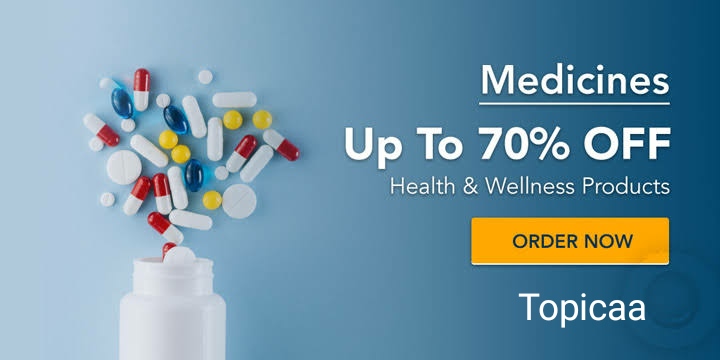 Medicines
Up To 70% OFF
Health & Wellness Products
ORDER NOW
Topicaa